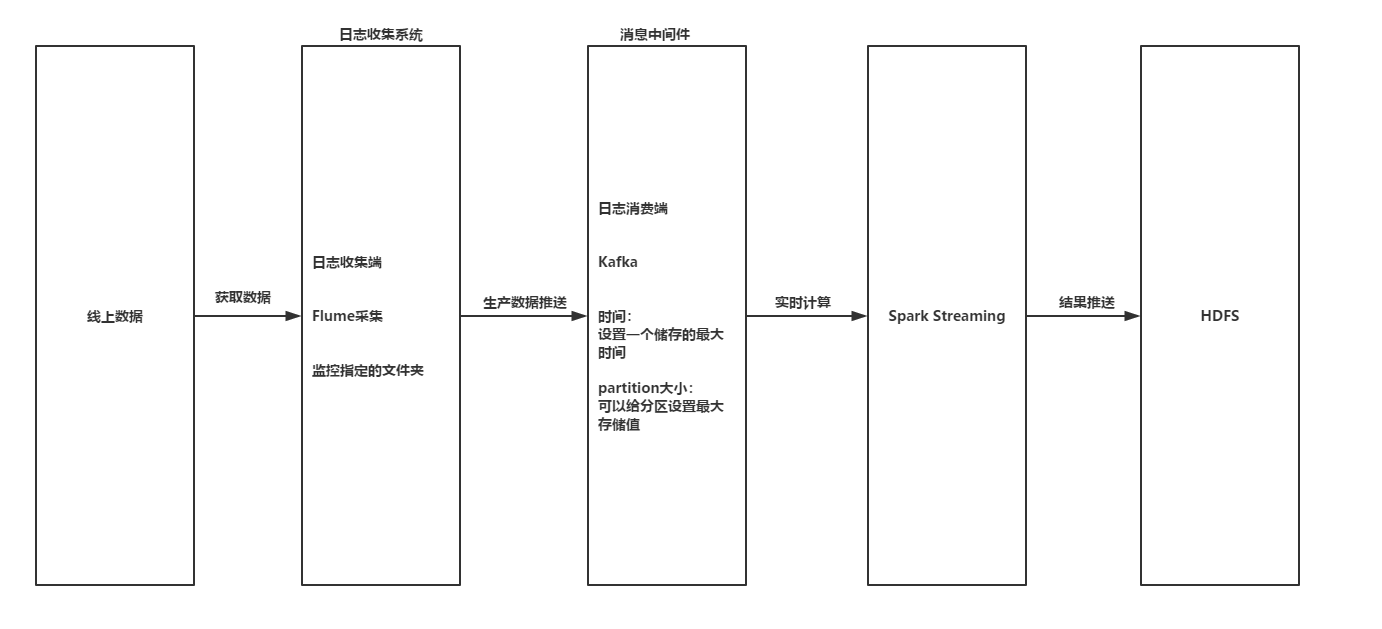 日志收集系统
消息中间件
线上数据
获取数据
日志收集端
Flume采集
监控指定的文件夹
生产数据推送
日志消费端
Kafka
时间：
设置一个储存的最大
时间
partition大小：
可以给分区设置最大
存储值
实时计算
Spark Streaming
结果推送
HDFS